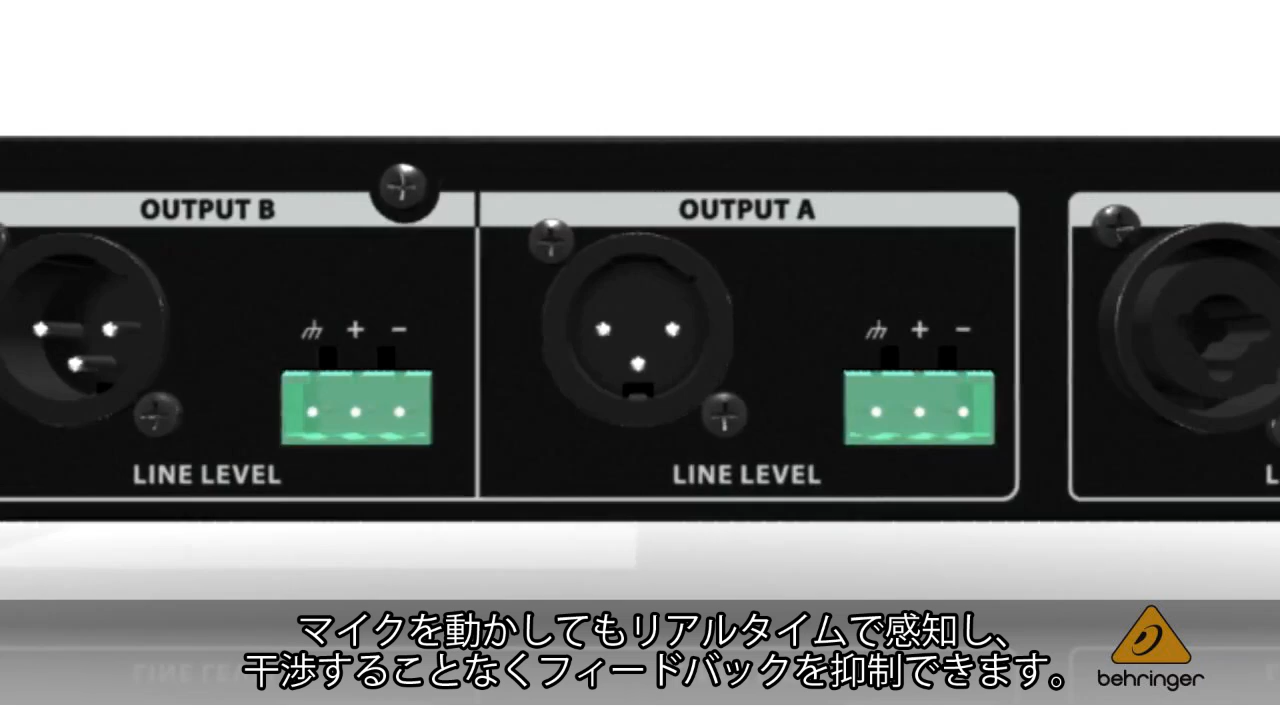 OUTPUT B
OUTPUT A
+ −
+ −
LINE LEVEL
LINE LEVEL
マイクを動かしてもリアルタイムで感知し、
干渉することなくフィードバックを抑制できます。
behringer